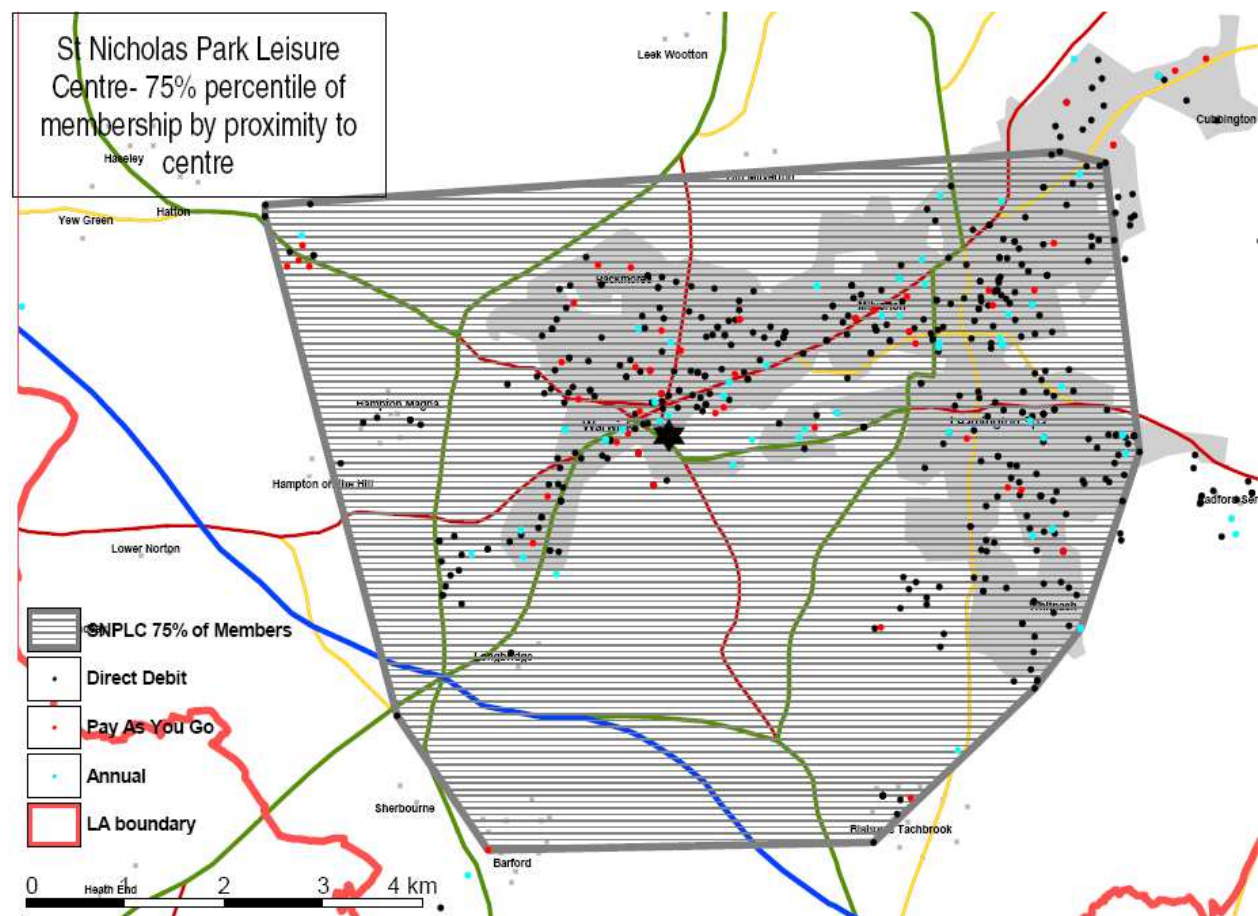 St Nicholas Park Leisure
Centre- 75% percentile of
membership by proximity to
centre
Leek Wootton
Cubbington
Haseley
Hatton
Yew Green
Hampton Magna
Hampton on the Hill
Lower Norton
Whitnash
SNPLC 75% of Members
Longbridge
Direct Debit
Pay As You Go
Annual
Sherbourne
LA boundary
Bishop's Tachbrook
Barford
0 1 2 3 4 km
Heath End